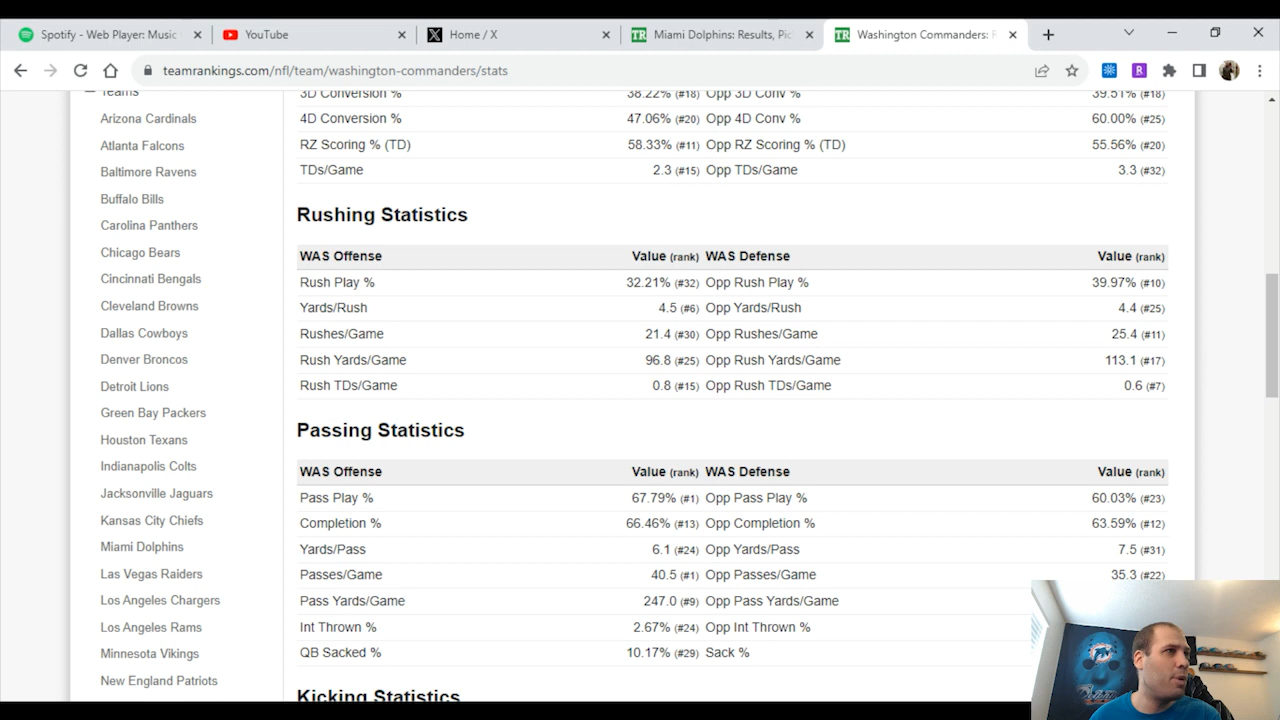 Spotify - Web Player: Music
YouTube
Home / X
Miami Dolphins: Results, Pic
Washington Commanders: R
teamrankings.com/nfl/team/washington-commanders/stats
Teams
Arizona Cardinals
Atlanta Falcons
Baltimore Ravens
Buffalo Bills
Carolina Panthers
Chicago Bears
Cincinnati Bengals
Cleveland Browns
Dallas Cowboys
Denver Broncos
Detroit Lions
Green Bay Packers
Houston Texans
Indianapolis Colts
Jacksonville Jaguars
Kansas City Chiefs
Miami Dolphins
Las Vegas Raiders
Los Angeles Chargers
Los Angeles Rams
Minnesota Vikings
New England Patriots
3D Conversion % 38.22% (#18) Opp 3D Conv % 39.51% (#18)
4D Conversion % 47.06% (#20) Opp 4D Conv % 60.00% (#25)
RZ Scoring % (TD) 58.33% (#11) Opp RZ Scoring % (TD) 55.56% (#20)
TDs/Game 2.3 (#15) Opp TDs/Game 3.3 (#32)
Rushing Statistics
WAS Offense Value (rank) WAS Defense Value (rank)
Rush Play % 32.21% (#32) Opp Rush Play % 39.97% (#10)
Yards/Rush 4.5 (#6) Opp Yards/Rush 4.4 (#25)
Rushes/Game 21.4 (#30) Opp Rushes/Game 25.4 (#11)
Rush Yards/Game 96.8 (#25) Opp Rush Yards/Game 113.1 (#17)
Rush TDs/Game 0.8 (#15) Opp Rush TDs/Game 0.6 (#7)
Passing Statistics
WAS Offense Value (rank) WAS Defense Value (rank)
Pass Play % 67.79% (#1) Opp Pass Play % 60.03% (#23)
Completion % 66.46% (#13) Opp Completion % 63.59% (#12)
Yards/Pass 6.1 (#24) Opp Yards/Pass 7.5 (#31)
Passes/Game 40.5 (#1) Opp Passes/Game 35.3 (#22)
Pass Yards/Game 247.0 (#9) Opp Pass Yards/Game
Int Thrown % 2.67% (#24) Opp Int Thrown %
QB Sacked % 10.17% (#29) Sack %
Kicking Statistics